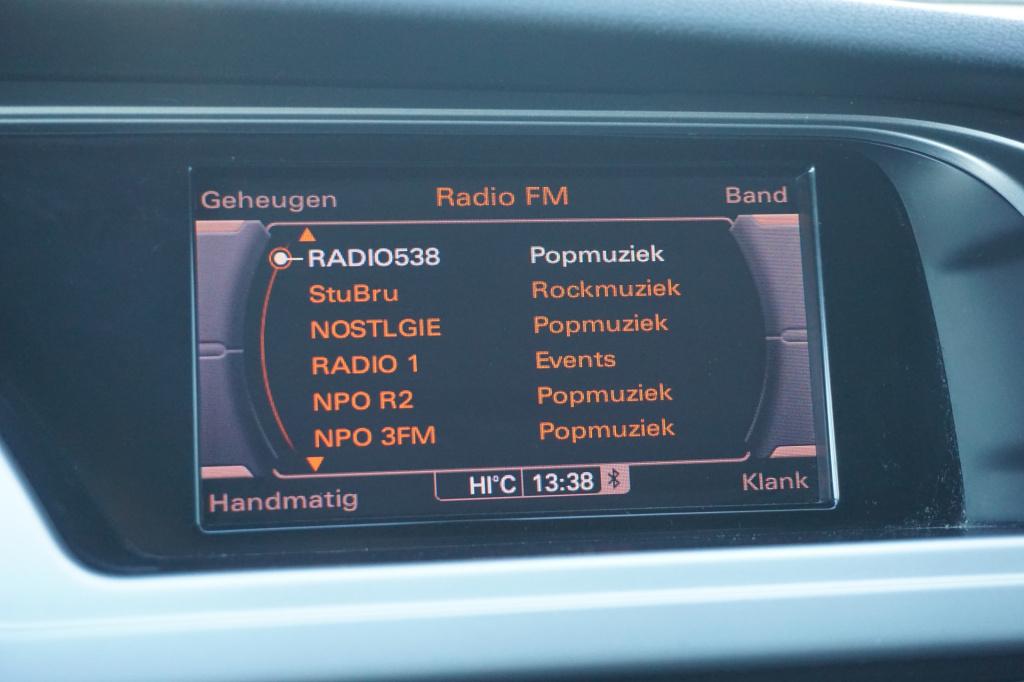 Geheugen Radio FM Band
RADIO538 Popmuziek
StuBru Rockmuziek
NOSTLGIE Popmuziek
RADIO 1 Events
NPO R2 Popmuziek
NPO 3FM Popmuziek
Handmatig HI°C 13:38 Klank